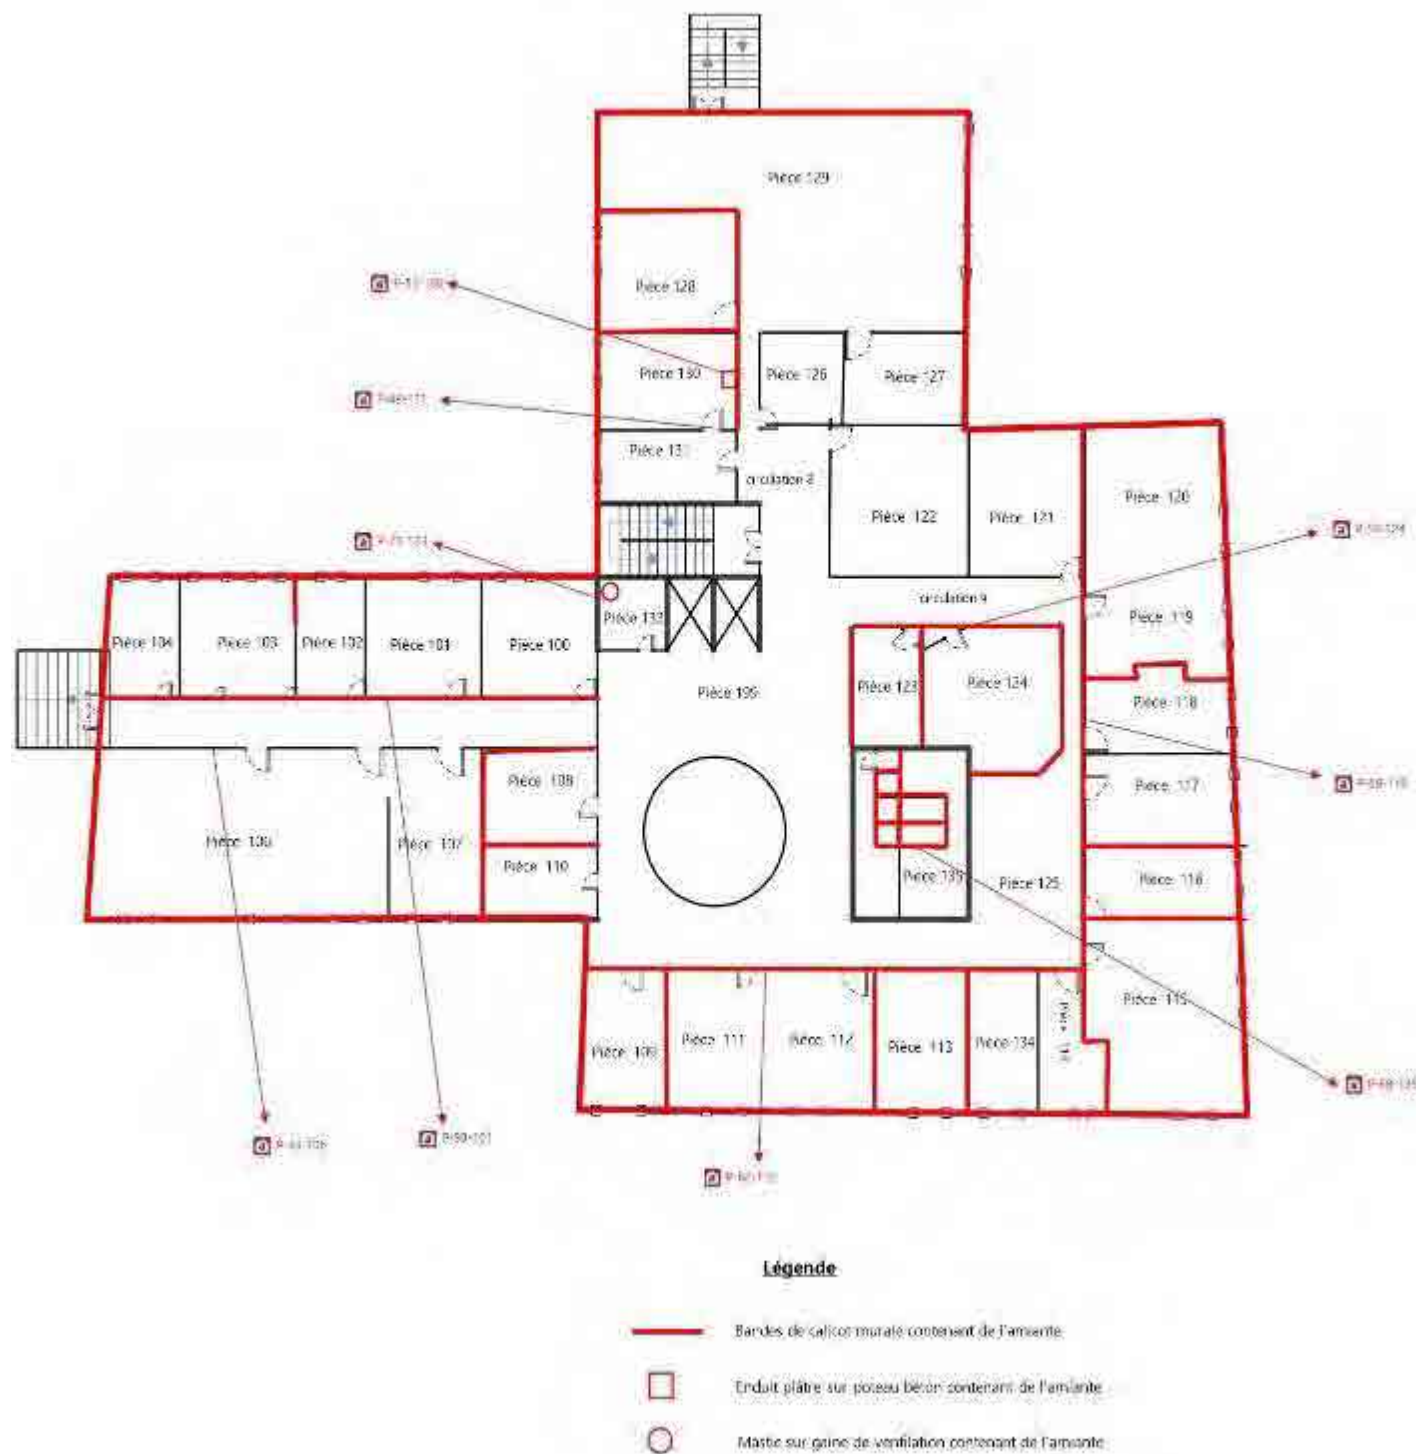 Pièce 129
Pièce 128
Pièce 130
Pièce 126
Pièce 127
Pièce 131
circulation 8
Pièce 122
Pièce 121
Pièce 120
circulation 9
Pièce 119
Pièce 104
Pièce 103
Pièce 102
Pièce 101
Pièce 100
Pièce 132
Pièce 123
Pièce 124
Pièce 118
Pièce 108
Pièce 117
Pièce 106
Pièce 107
Pièce 110
Pièce 135
Pièce 125
Pièce 116
Pièce 115
Pièce 109
Pièce 111
Pièce 112
Pièce 113
Pièce 134
Légende
Bandes de calicot murale contenant de l'amiante
Enduit plâtre sur poteau béton contenant de l'amiante
Mastic sur gaine de ventilation contenant de l'amiante